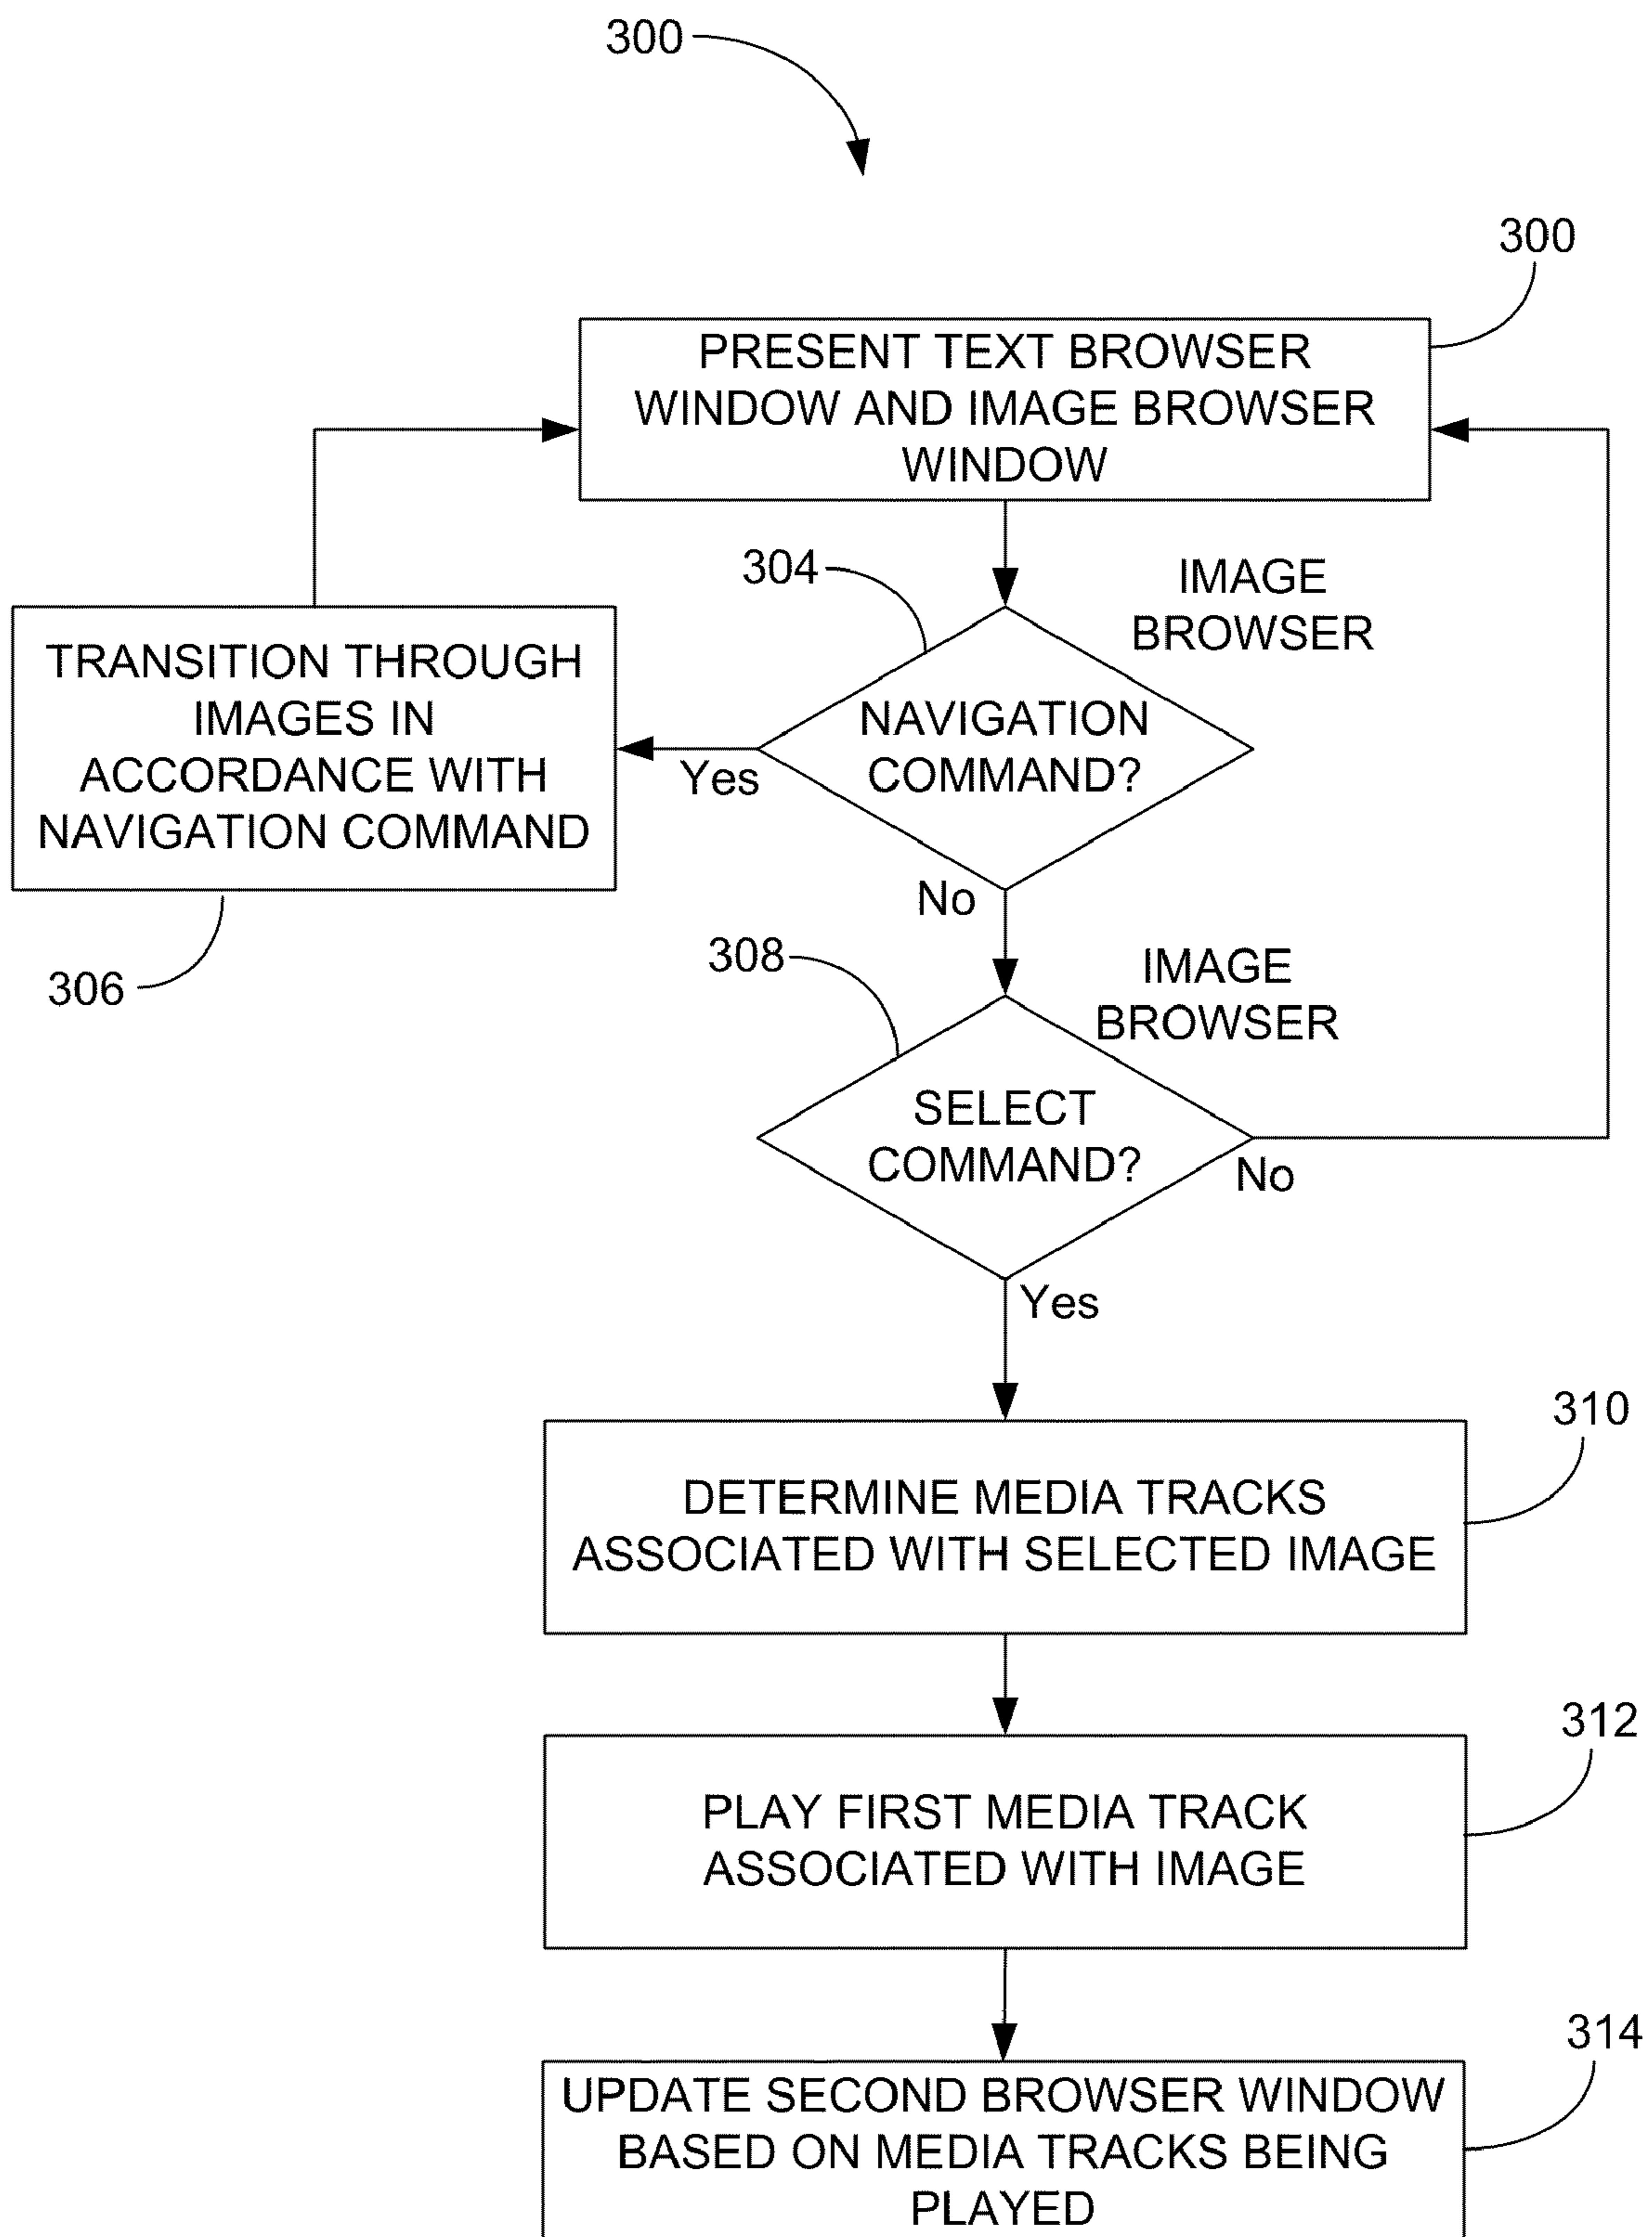 300
300
PRESENT TEXT BROWSER
WINDOW AND IMAGE BROWSER
WINDOW
304
IMAGE
BROWSER
TRANSITION THROUGH
IMAGES IN
ACCORDANCE WITH
NAVIGATION COMMAND
NAVIGATION
COMMAND?
Yes
No
306
308
IMAGE
BROWSER
SELECT
COMMAND?
No
Yes
310
DETERMINE MEDIA TRACKS
ASSOCIATED WITH SELECTED IMAGE
312
PLAY FIRST MEDIA TRACK
ASSOCIATED WITH IMAGE
314
UPDATE SECOND BROWSER WINDOW
BASED ON MEDIA TRACKS BEING
PLAYED